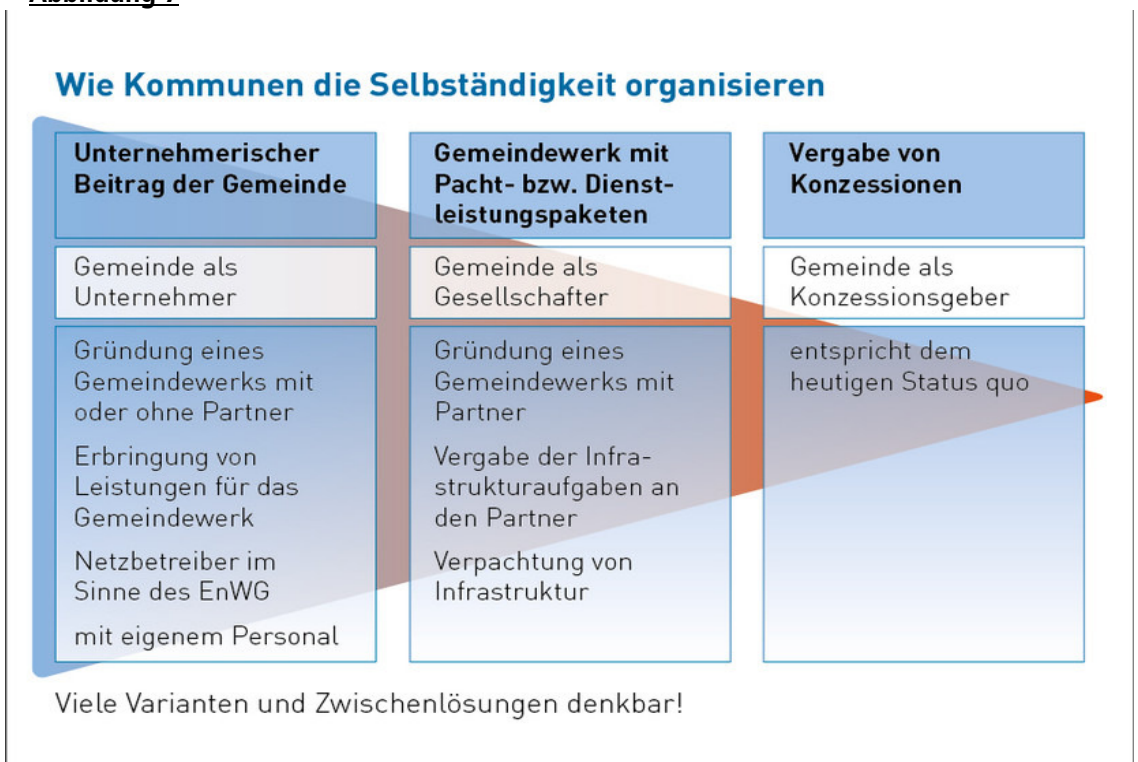 Wie Kommunen die Selbständigkeit organisieren
Unternehmerischer
Beitrag der Gemeinde
Gemeinde als
Unternehmer
Gründung eines
Gemeindewerks mit
oder ohne Partner
Erbringung von
Leistungen für das
Gemeindewerk
Netzbetreiber im
Sinne des EnWG
mit eigenem Personal
Gemeindewerk mit
Pacht- bzw. Dienst-
leistungspaketen
Gemeinde als
Gesellschafter
Gründung eines
Gemeindewerks mit
Partner
Vergabe der Infra-
strukturaufgaben an
den Partner
Verpachtung von
Infrastruktur
Vergabe von
Konzessionen
Gemeinde als
Konzessionsgeber
entspricht dem
heutigen Status quo
Viele Varianten und Zwischenlösungen denkbar!